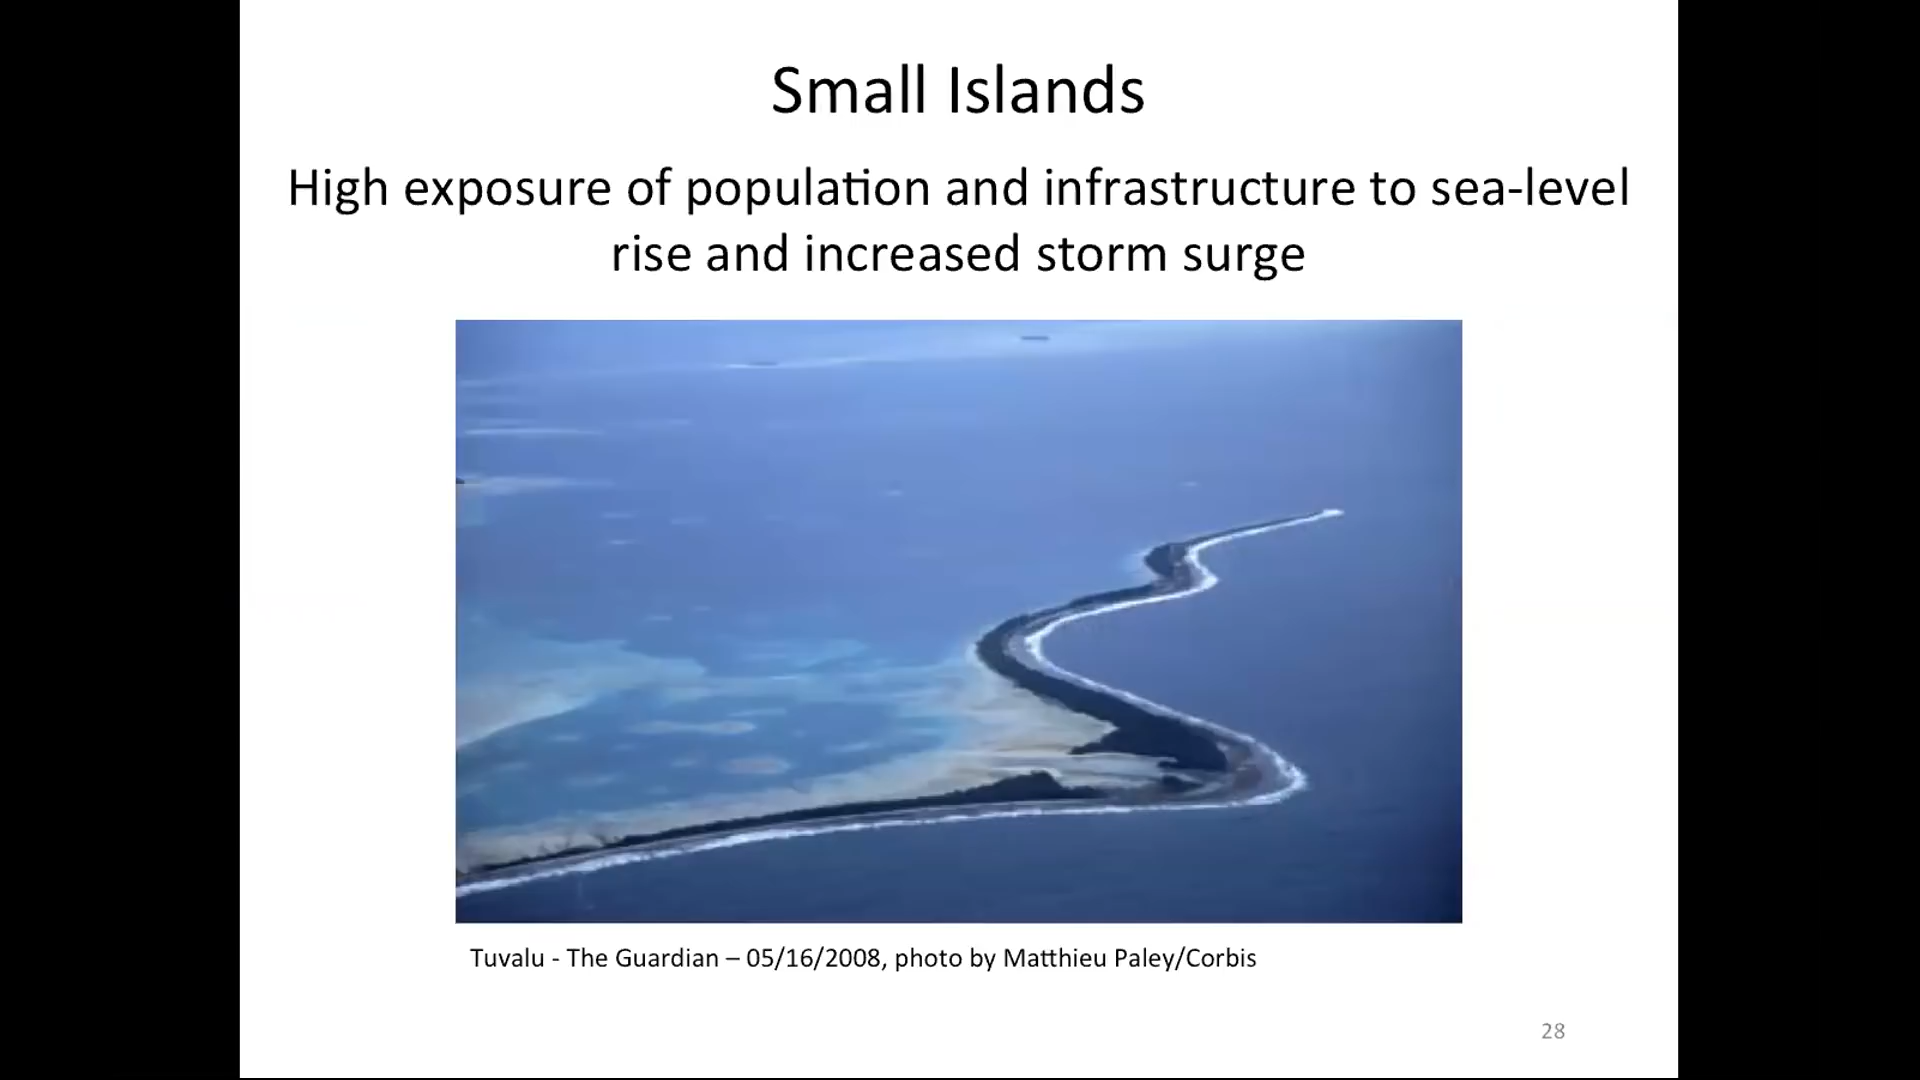 Small Islands
High exposure of population and infrastructure to sea-level
rise and increased storm surge
Tuvalu - The Guardian – 05/16/2008, photo by Matthieu Paley/Corbis
28